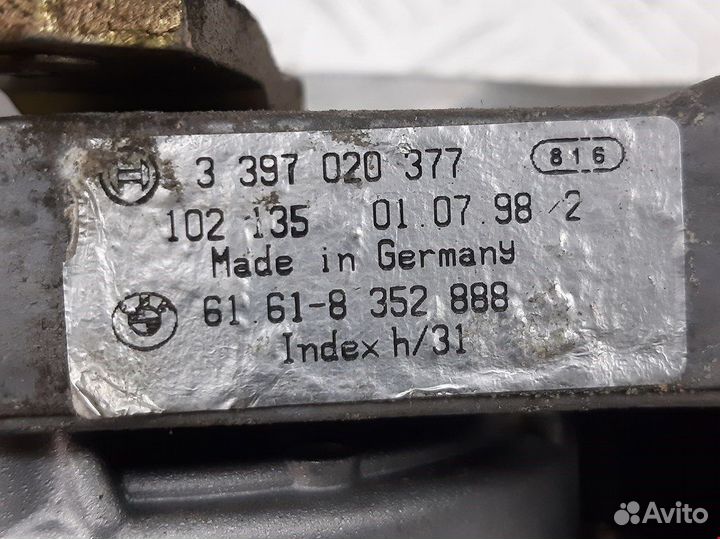 3 397 020 377 816
102 135 01.07.98/2
Made in Germany
61.61-8 352 888
Index h/31
Avito